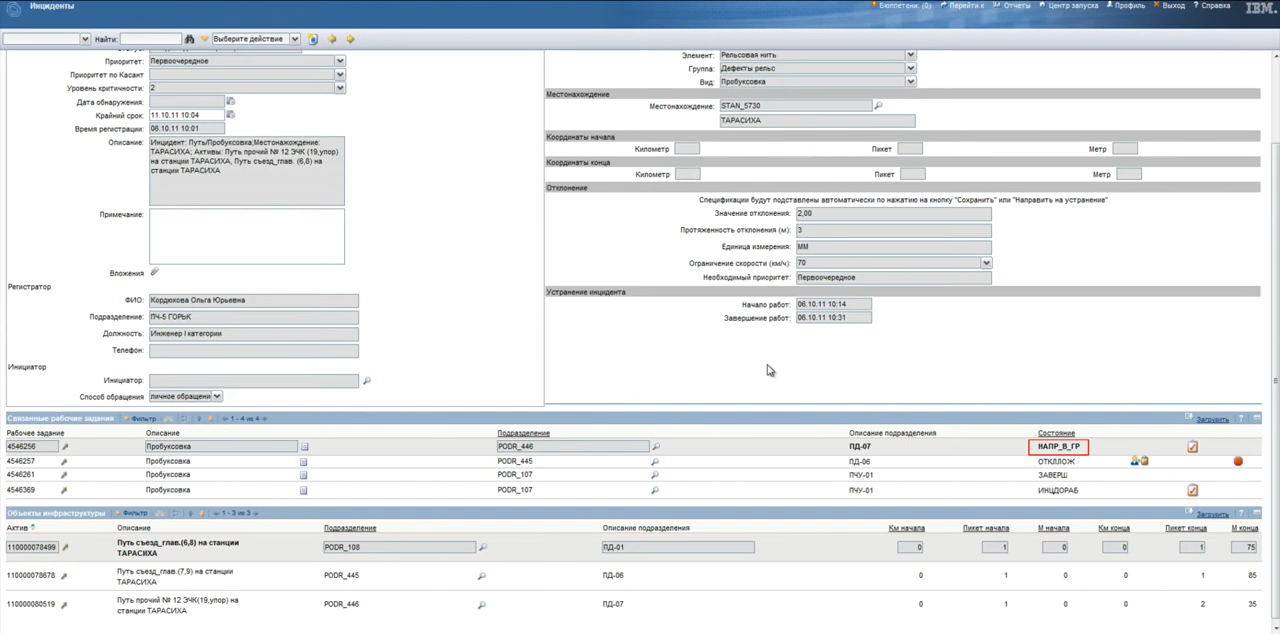 Инциденты
Бюллетени: (0) Перейти к Отчеты Центр запуска Профиль Выход ? Справка IBM.
Найти: Выберите действие
Приоритет: Первоочередное
Приоритет по Касант
Уровень критичности: 2
Дата обнаружения:
Крайний срок: 11.10.11 10:04
Время регистрации: 06.10.11 10:01
Описание: Инцидент: Путь/Пробуксовка;Местонахождение:
ТАРАСИХА; Активы: Путь прочий № 12 ЭЧК (19,упор)
на станции ТАРАСИХА, Путь съезд_глав. (6,8) на
станции ТАРАСИХА
Примечание:
Вложения
Регистратор
ФИО: Кордюкова Ольга Юрьевна
Подразделение: ПЧ-5 ГОРЬК
Должность: Инженер I категории
Телефон:
Инициатор
Инициатор:
Способ обращения личное обращени
Элемент: Рельсовая нить
Группа: Дефекты рельс
Вид: Пробуксовка
Местонахождение
Местонахождение: STAN_5730
ТАРАСИХА
Координаты начала
Километр Пикет Метр
Координаты конца
Километр Пикет Метр
Отклонение
Спецификации будут подставлены автоматически по нажатию на кнопку "Сохранить" или "Направить на устранение"
Значение отклонения: 2,00
Протяженность отклонения (м): 3
Единица измерения: ММ
Ограничение скорости (км/ч): 70
Необходимый приоритет: Первоочередное
Устранение инцидента
Начало работ: 06.10.11 10:14
Завершение работ: 06.10.11 10:31
Связанные рабочие задания Фильтр 1 - 4 из 4 Загрузить ?
Рабочее задание Описание Подразделение Описание подразделения Состояние
4546256 Пробуксовка PODR_446 ПД-07 НАПР_В_ГР
4546257 Пробуксовка PODR_445 ПД-06 ОТКЛЛОЖ
4546261 Пробуксовка PODR_107 ПЧУ-01 ЗАВЕРШ
4546369 Пробуксовка PODR_107 ПЧУ-01 ИНЦДОРАБ
Объекты инфраструктуры Фильтр 1 - 3 из 3 Загрузить ?
Актив Описание Подразделение Описание подразделения Км начала Пикет начала М начала Км конца Пикет конца М конца
110000078499 Путь съезд_глав.(6,8) на станции
ТАРАСИХА PODR_108 ПД-01 0 1 0 0 1 75
110000078678 Путь съезд_глав.(7,9) на станции
ТАРАСИХА PODR_445 ПД-06 0 1 0 0 1 85
110000080519 Путь прочий № 12 ЭЧК(19,упор) на
станции ТАРАСИХА PODR_446 ПД-07 0 1 0 0 2 35